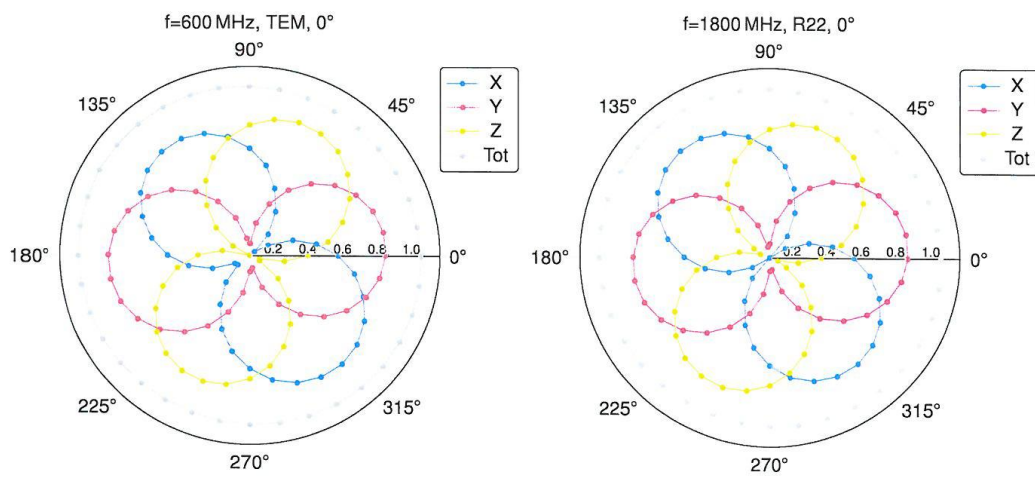 f=600 MHz, TEM, 0°
90°
135°
45°
180°
0.2 0.4 0.6 0.8 1.0
0°
225°
315°
270°
X
Y
Z
Tot
f=1800 MHz, R22, 0°
90°
135°
45°
180°
0.2 0.4 0.6 0.8 1.0
0°
225°
315°
270°
X
Y
Z
Tot